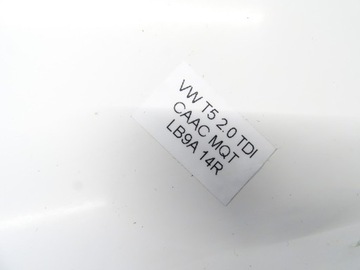 VW T5 2.0 TDI
CAAC MQT
LB9A 14R